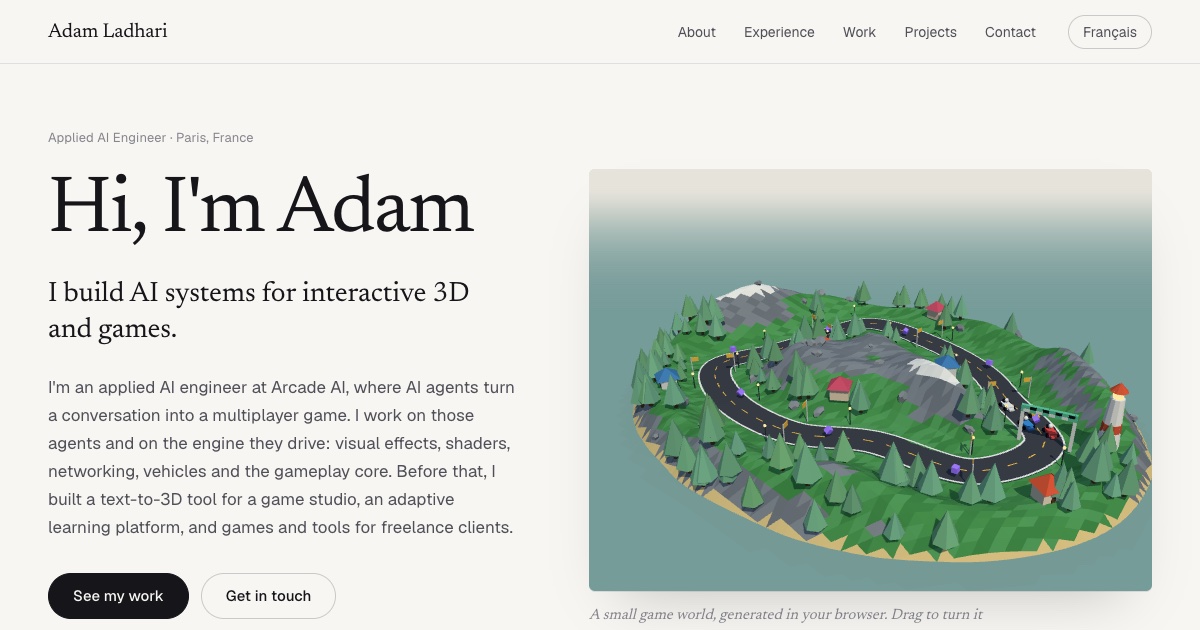 Adam Ladhari
About
Experience
Work
Projects
Contact
Français
Applied AI Engineer · Paris, France
Hi, I'm Adam
I build AI systems for interactive 3D
and games.
I'm an applied AI engineer at Arcade AI, where AI agents turn
a conversation into a multiplayer game. I work on those
agents and on the engine they drive: visual effects, shaders,
networking, vehicles and the gameplay core. Before that, I
built a text-to-3D tool for a game studio, an adaptive
learning platform, and games and tools for freelance clients.
See my work
Get in touch
A small game world, generated in your browser. Drag to turn it